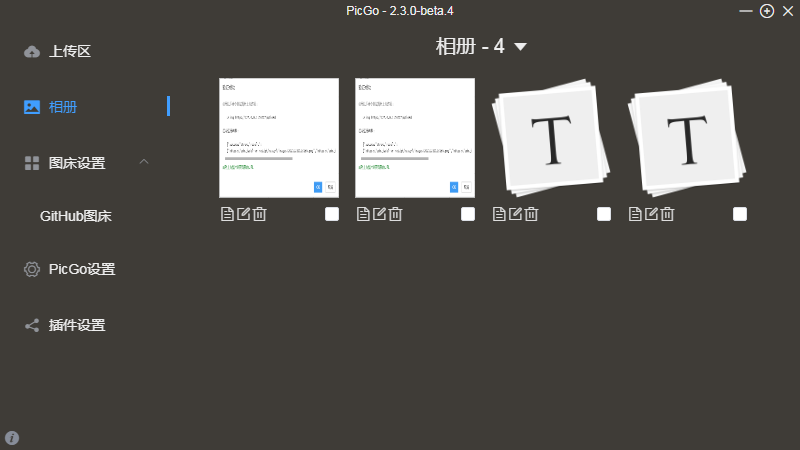 PicGo - 2.3.0-beta.4
上传区
相册 - 4
相册
图床设置
GitHub图床
PicGo设置
插件设置
T
T